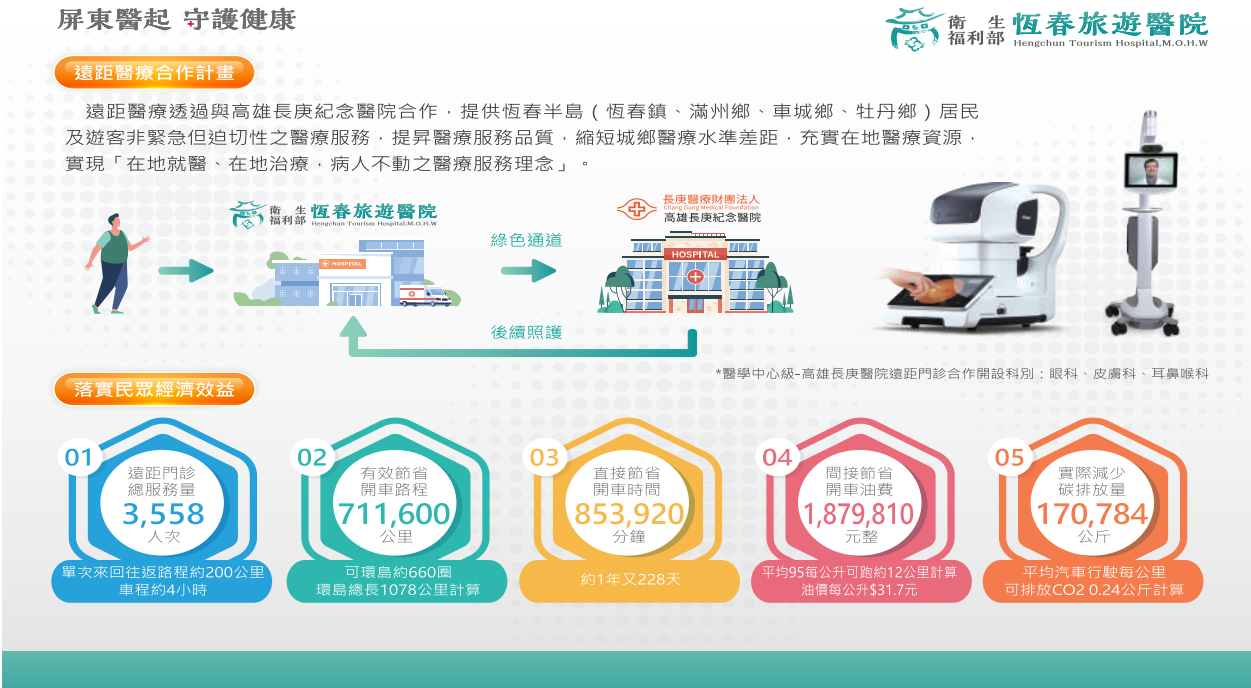 屏東醫起 守護健康
衛生福利部 恆春旅遊醫院
Hengchun Tourism Hospital,M.O.H.W
遠距醫療合作計畫
遠距醫療透過與高雄長庚紀念醫院合作，提供恆春半島（恆春鎮、滿州鄉、車城鄉、牡丹鄉）居民
及遊客非緊急但迫切性之醫療服務，提昇醫療服務品質，縮短城鄉醫療水準差距，充實在地醫療資源，
實現「在地就醫、在地治療，病人不動之醫療服務理念」。
衛生福利部 恆春旅遊醫院
Hengchun Tourism Hospital,M.O.H.W
HOSPITAL
綠色通道
長庚醫療財團法人
Chang Gung Medical Foundation
高雄長庚紀念醫院
HOSPITAL
後續照護
*醫學中心級-高雄長庚醫院遠距門診合作開設科別：眼科、皮膚科、耳鼻喉科
落實民眾經濟效益
01
遠距門診
總服務量
3,558
人次
單次來回往返路程約200公里
車程約4小時
02
有效節省
開車路程
711,600
公里
可環島約660圈
環島總長1078公里計算
03
直接節省
開車時間
853,920
分鐘
約1年又228天
04
間接節省
開車油費
1,879,810
元整
平均95每公升可跑約12公里計算
油價每公升$31.7元
05
實際減少
碳排放量
170,784
公斤
平均汽車行駛每公里
可排放CO2 0.24公斤計算